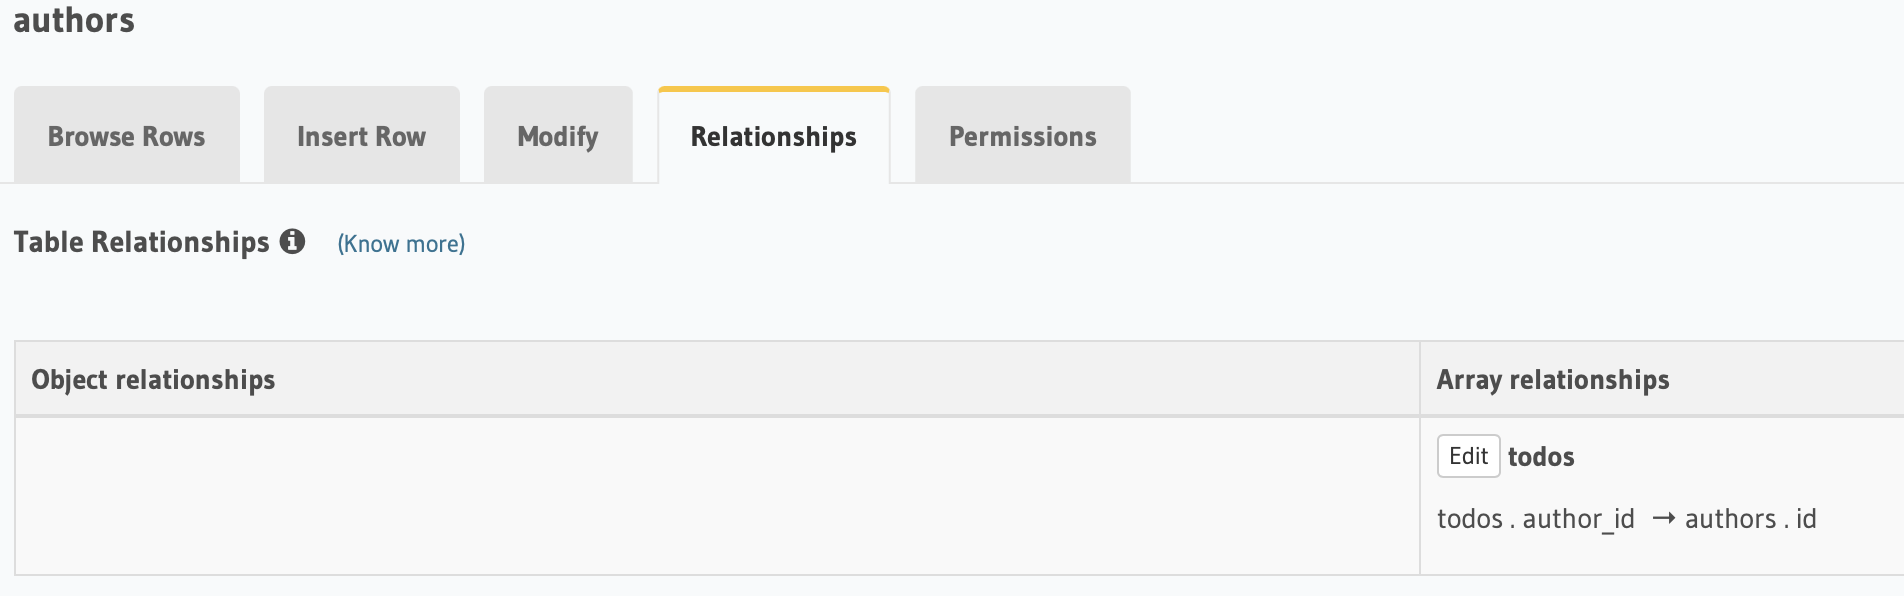 authors
Browse Rows Insert Row Modify Relationships Permissions
Table Relationships (Know more)
Object relationships Array relationships
Edit todos
todos . author_id → authors . id